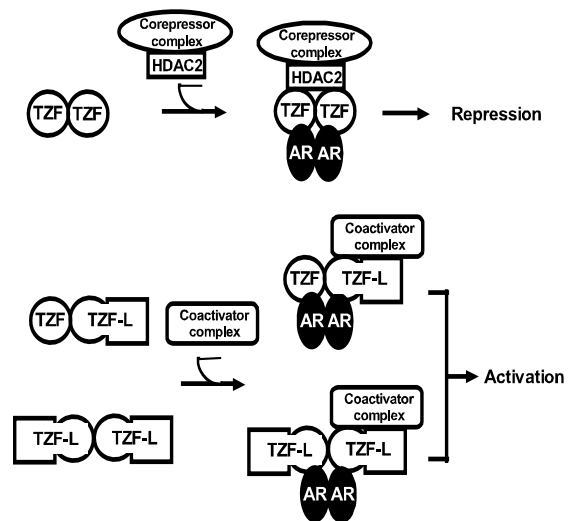 Corepressor
complex
HDAC2
TZF TZF
Corepressor
complex
HDAC2
TZF TZF
AR AR
Repression
Coactivator
complex
TZF TZF-L
AR AR
TZF TZF-L
Coactivator
complex
Activation
Coactivator
complex
TZF-L TZF-L
TZF-L TZF-L
AR AR